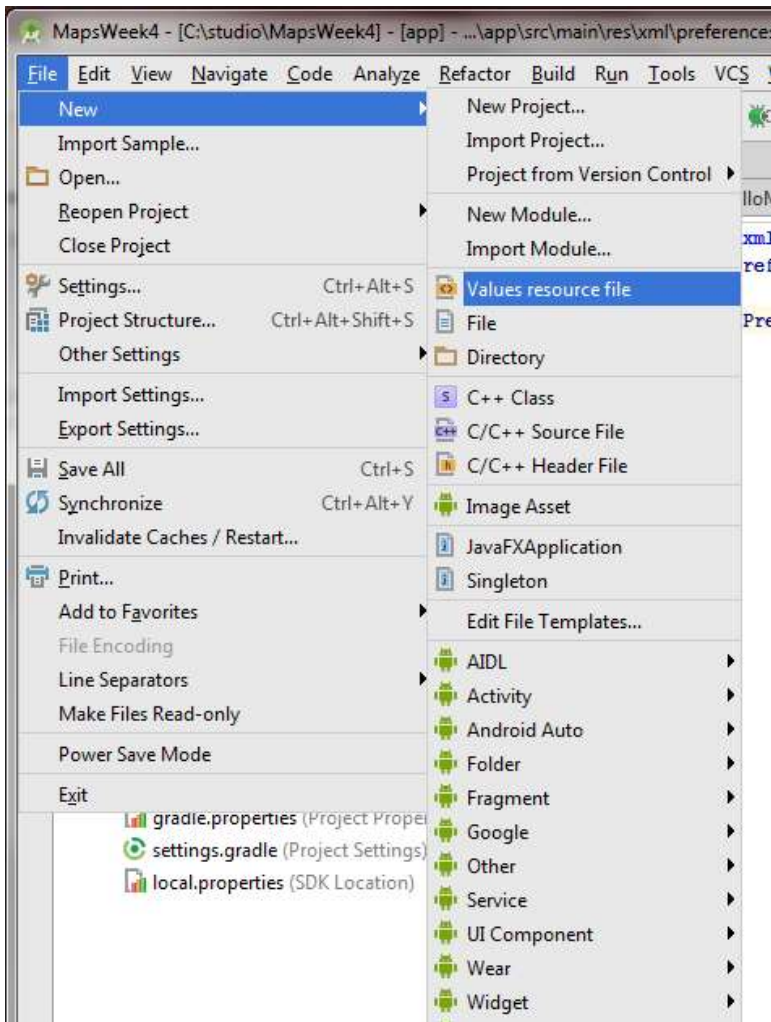 MapsWeek4 - [C:\studio\MapsWeek4] - [app] - ...\app\src\main\res\xml\preference
File Edit View Navigate Code Analyze Refactor Build Run Tools VCS
New
Import Sample...
Open...
Reopen Project
Close Project
Settings... Ctrl+Alt+S
Project Structure... Ctrl+Alt+Shift+S
Other Settings
Import Settings...
Export Settings...
Save All Ctrl+S
Synchronize Ctrl+Alt+Y
Invalidate Caches / Restart...
Print...
Add to Favorites
File Encoding
Line Separators
Make Files Read-only
Power Save Mode
Exit
gradle.properties (Project Proper
settings.gradle (Project Settings)
local.properties (SDK Location)
New Project...
Import Project...
Project from Version Control
New Module...
Import Module...
Values resource file
File
Directory
C++ Class
C/C++ Source File
C/C++ Header File
Image Asset
JavaFXApplication
Singleton
Edit File Templates...
AIDL
Activity
Android Auto
Folder
Fragment
Google
Other
Service
UI Component
Wear
Widget
xml
ref
Pre